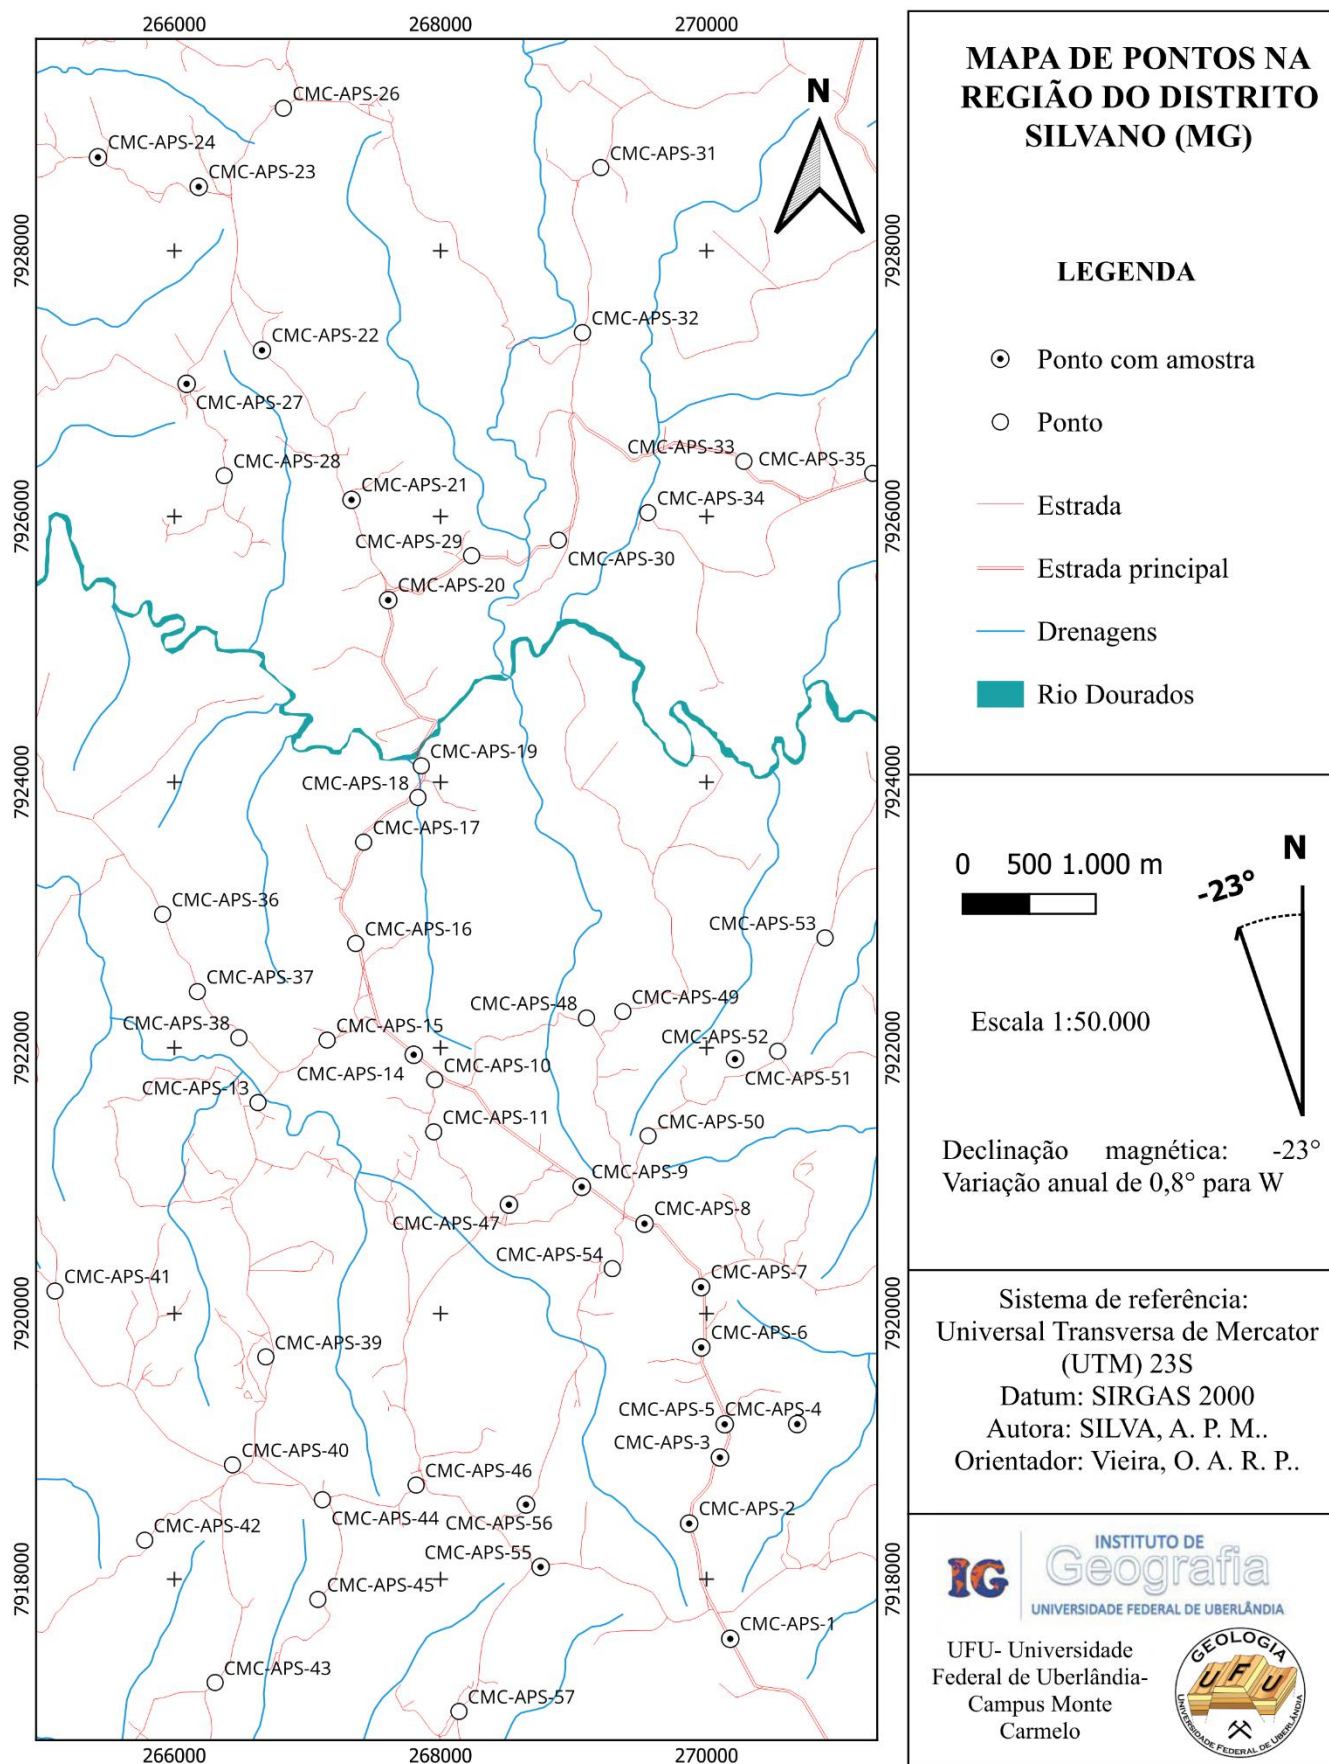 266000
268000
270000
7928000
7926000
7924000
7922000
7920000
7918000
CMC-APS-26
CMC-APS-24
CMC-APS-23
CMC-APS-31
CMC-APS-32
CMC-APS-22
CMC-APS-27
CMC-APS-28
CMC-APS-33
CMC-APS-35
CMC-APS-21
CMC-APS-34
CMC-APS-29
CMC-APS-30
CMC-APS-20
CMC-APS-19
CMC-APS-18
CMC-APS-17
CMC-APS-36
CMC-APS-16
CMC-APS-53
CMC-APS-37
CMC-APS-48
CMC-APS-49
CMC-APS-38
CMC-APS-15
CMC-APS-52
CMC-APS-14
CMC-APS-10
CMC-APS-51
CMC-APS-13
CMC-APS-11
CMC-APS-50
CMC-APS-9
CMC-APS-47
CMC-APS-8
CMC-APS-54
CMC-APS-41
CMC-APS-7
CMC-APS-39
CMC-APS-6
CMC-APS-5
CMC-APS-4
CMC-APS-3
CMC-APS-40
CMC-APS-46
CMC-APS-44
CMC-APS-56
CMC-APS-2
CMC-APS-42
CMC-APS-55
CMC-APS-45
CMC-APS-1
CMC-APS-43
CMC-APS-57
7928000
7926000
7924000
7922000
7920000
7918000
266000
268000
270000
N
MAPA DE PONTOS NA
REGIÃO DO DISTRITO
SILVANO (MG)
LEGENDA
Ponto com amostra
Ponto
Estrada
Estrada principal
Drenagens
Rio Dourados
0 500 1.000 m
Escala 1:50.000
N
-23°
Declinação magnética: -23°
Variação anual de 0,8° para W
Sistema de referência:
Universal Transversa de Mercator
(UTM) 23S
Datum: SIRGAS 2000
Autora: SILVA, A. P. M..
Orientador: Vieira, O. A. R. P..
IG
INSTITUTO DE
Geografia
UNIVERSIDADE FEDERAL DE UBERLÂNDIA
UFU- Universidade
Federal de Uberlândia-
Campus Monte
Carmelo
GEOLOGIA
UFU
UNIVERSIDADE FEDERAL DE UBERLÂNDIA